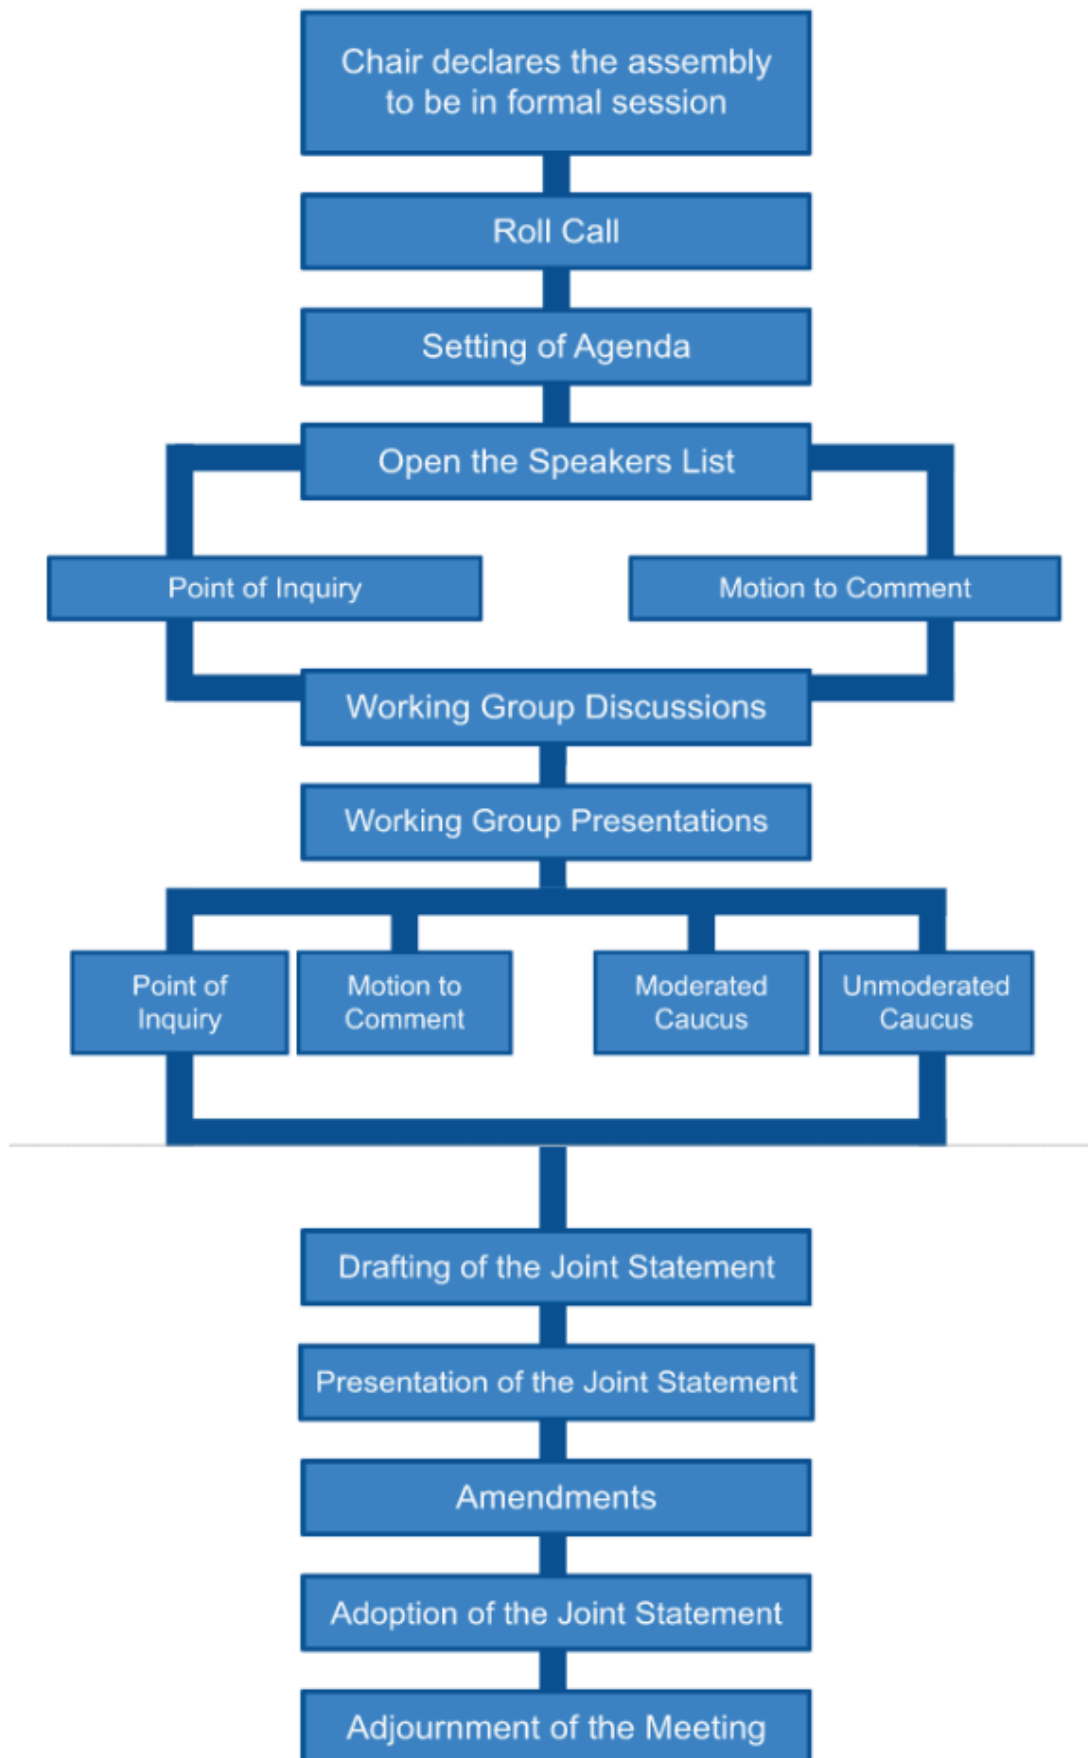 Chair declares the assembly
to be in formal session
Roll Call
Setting of Agenda
Open the Speakers List
Point of Inquiry
Motion to Comment
Working Group Discussions
Working Group Presentations
Point of
Inquiry
Motion to
Comment
Moderated
Caucus
Unmoderated
Caucus
Drafting of the Joint Statement
Presentation of the Joint Statement
Amendments
Adoption of the Joint Statement
Adjournment of the Meeting